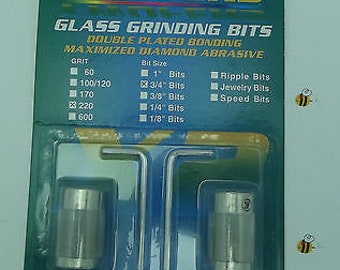 GLASS GRINDING BITS
DOUBLE PLATED BONDING
MAXIMIZED DIAMOND ABRASIVE
GRIT Bit Size
60 1" Bits Ripple Bits
100/120 3/4" Bits Jewelry Bits
170 3/8" Bits Speed Bits
220 1/4" Bits
600 1/8" Bits